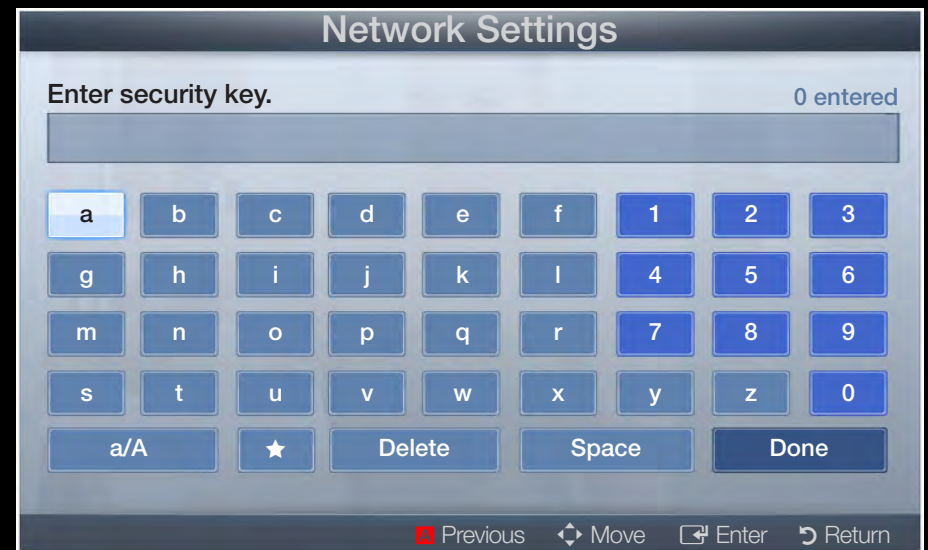 Network Settings
Enter security key. 0 entered
a b c d e f 1 2 3
g h i j k l 4 5 6
m n o p q r 7 8 9
s t u v w x y z 0
a/A ★ Delete Space Done
A Previous Move Enter Return